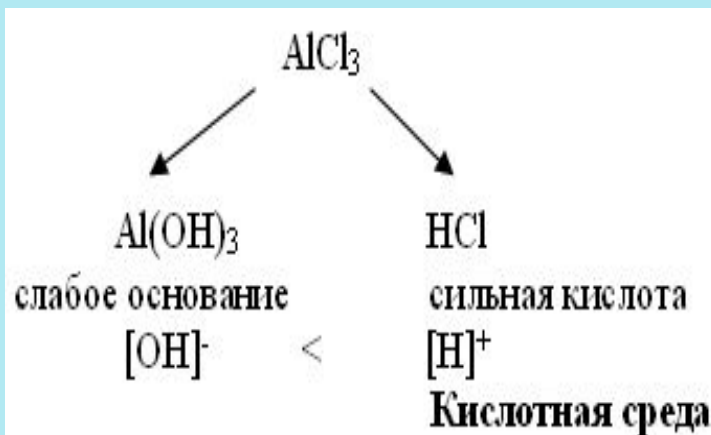 AlCl₃
Al(OH)₃ HCl
слабое основание сильная кислота
[OH]⁻ < [H]⁺
Кислотная среда